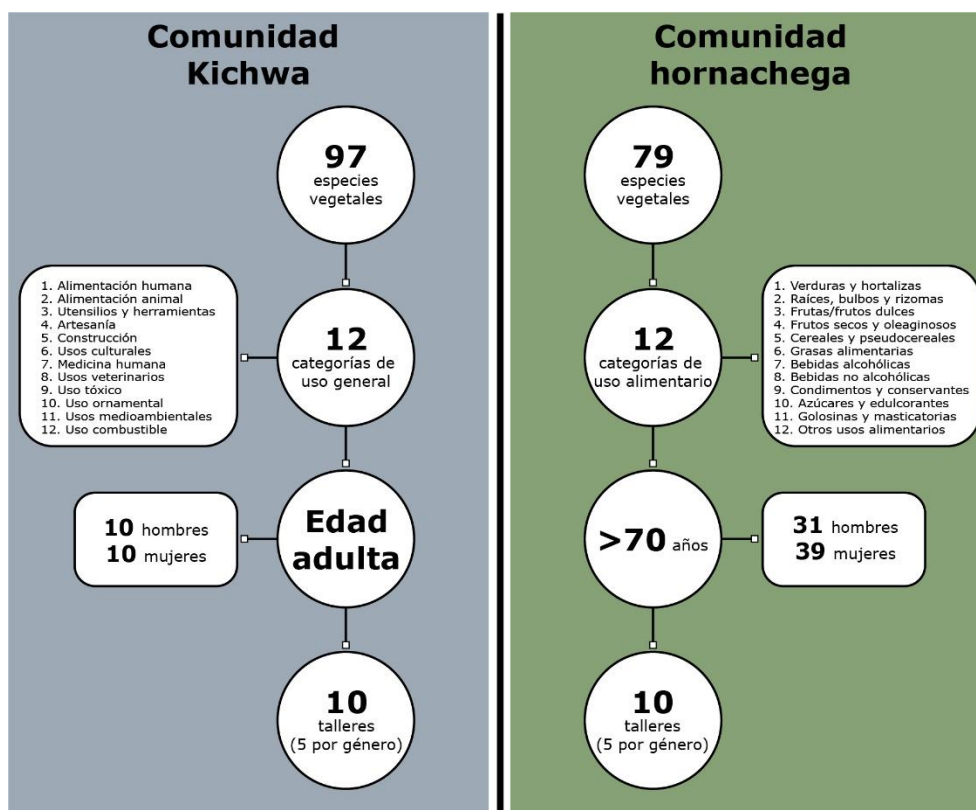 Comunidad
Kichwa
97
especies
vegetales
1. Alimentación humana
2. Alimentación animal
3. Utensilios y herramientas
4. Artesanía
5. Construcción
6. Usos culturales
7. Medicina humana
8. Usos veterinarios
9. Uso tóxico
10. Uso ornamental
11. Usos medioambientales
12. Uso combustible
12
categorías de
uso general
10 hombres
10 mujeres
Edad
adulta
10
talleres
(5 por género)
Comunidad
hornachega
79
especies
vegetales
12
categorías de
uso alimentario
1. Verduras y hortalizas
2. Raíces, bulbos y rizomas
3. Frutas/frutos dulces
4. Frutos secos y oleaginosos
5. Cereales y pseudocereales
6. Grasas alimentarias
7. Bebidas alcohólicas
8. Bebidas no alcohólicas
9. Condimentos y conservantes
10. Azúcares y edulcorantes
11. Golosinas y masticatorias
12. Otros usos alimentarios
>70 años
31 hombres
39 mujeres
10
talleres
(5 por género)